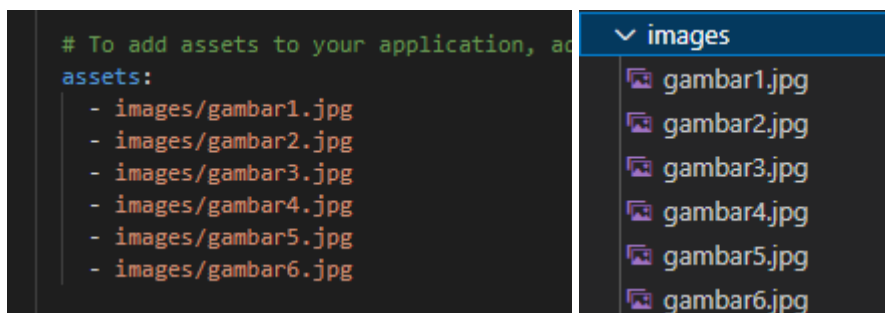 # To add assets to your application, ad
assets:
- images/gambar1.jpg
- images/gambar2.jpg
- images/gambar3.jpg
- images/gambar4.jpg
- images/gambar5.jpg
- images/gambar6.jpg
images
gambar1.jpg
gambar2.jpg
gambar3.jpg
gambar4.jpg
gambar5.jpg
gambar6.jpg